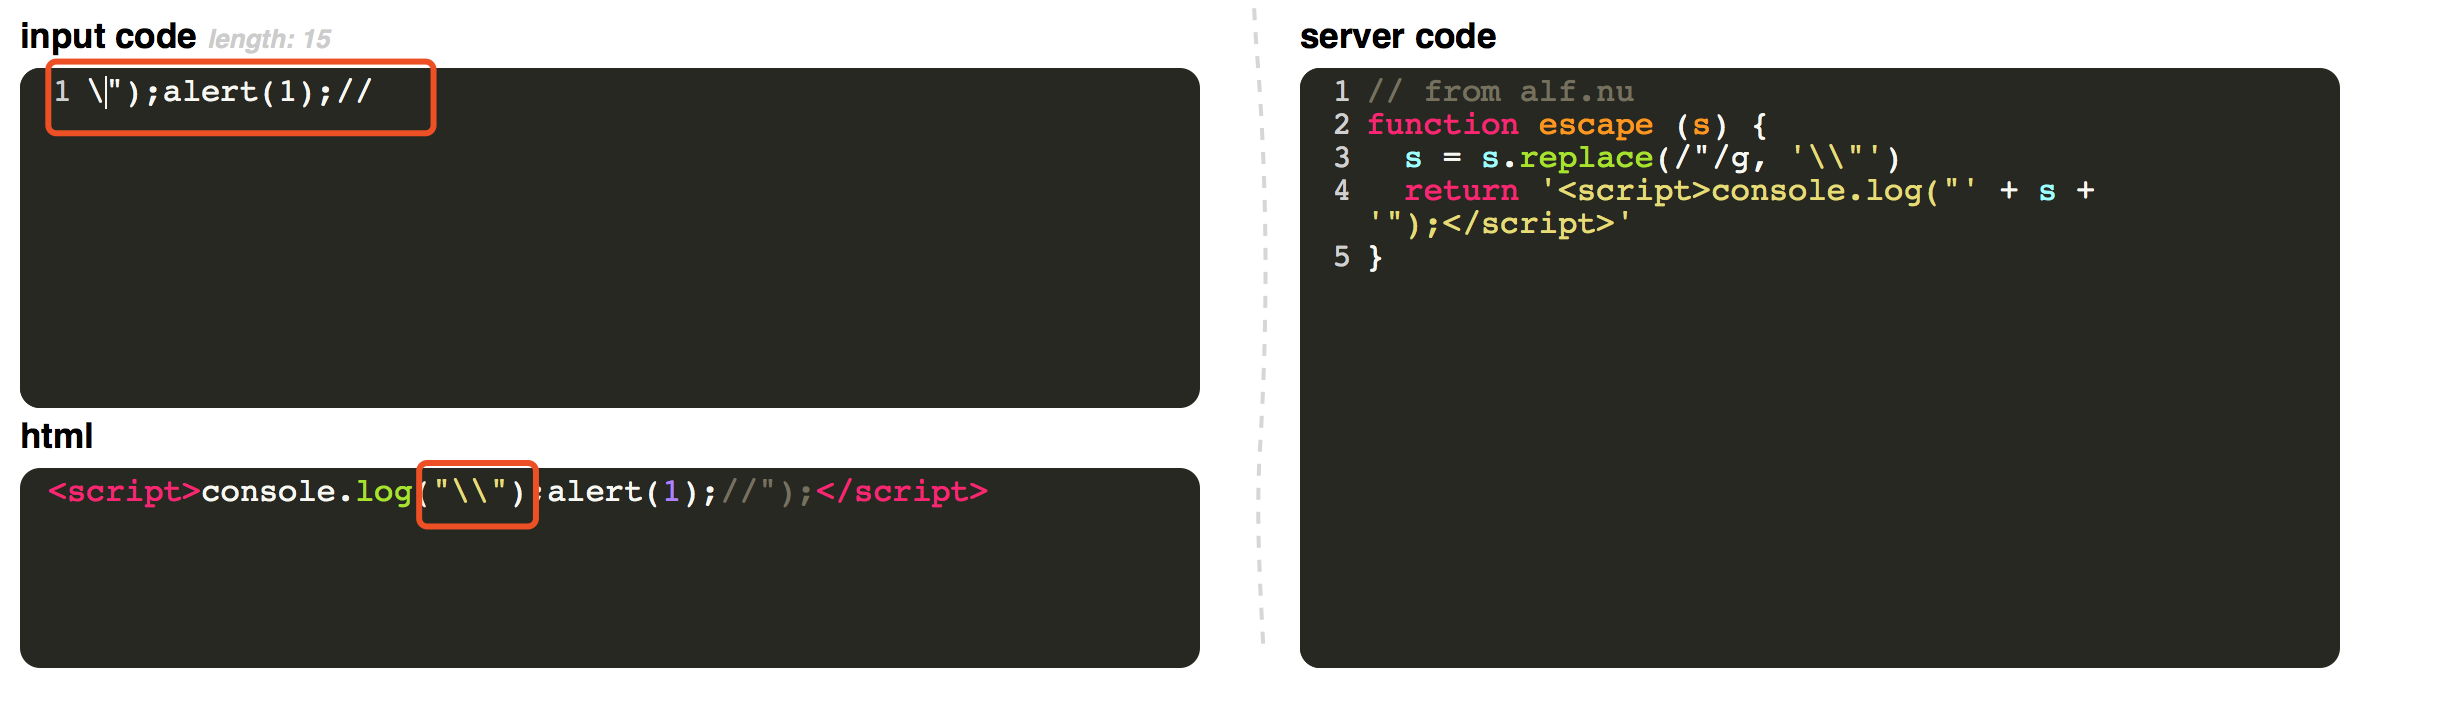 input code length: 15
1 \");alert(1);//
html
<script>console.log("\\");alert(1);//");</script>
server code
1 // from alf.nu
2 function escape (s) {
3   s = s.replace(/"/g, '\\"')
4   return '<script>console.log("' + s +
'");</script>'
5 }